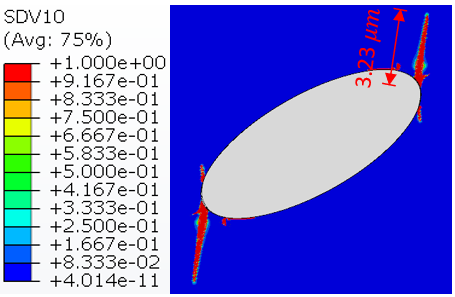 SDV10
(Avg: 75%)
+1.000e+00
+9.167e-01
+8.333e-01
+7.500e-01
+6.667e-01
+5.833e-01
+5.000e-01
+4.167e-01
+3.333e-01
+2.500e-01
+1.667e-01
+8.333e-02
+4.014e-11
3.23 μm